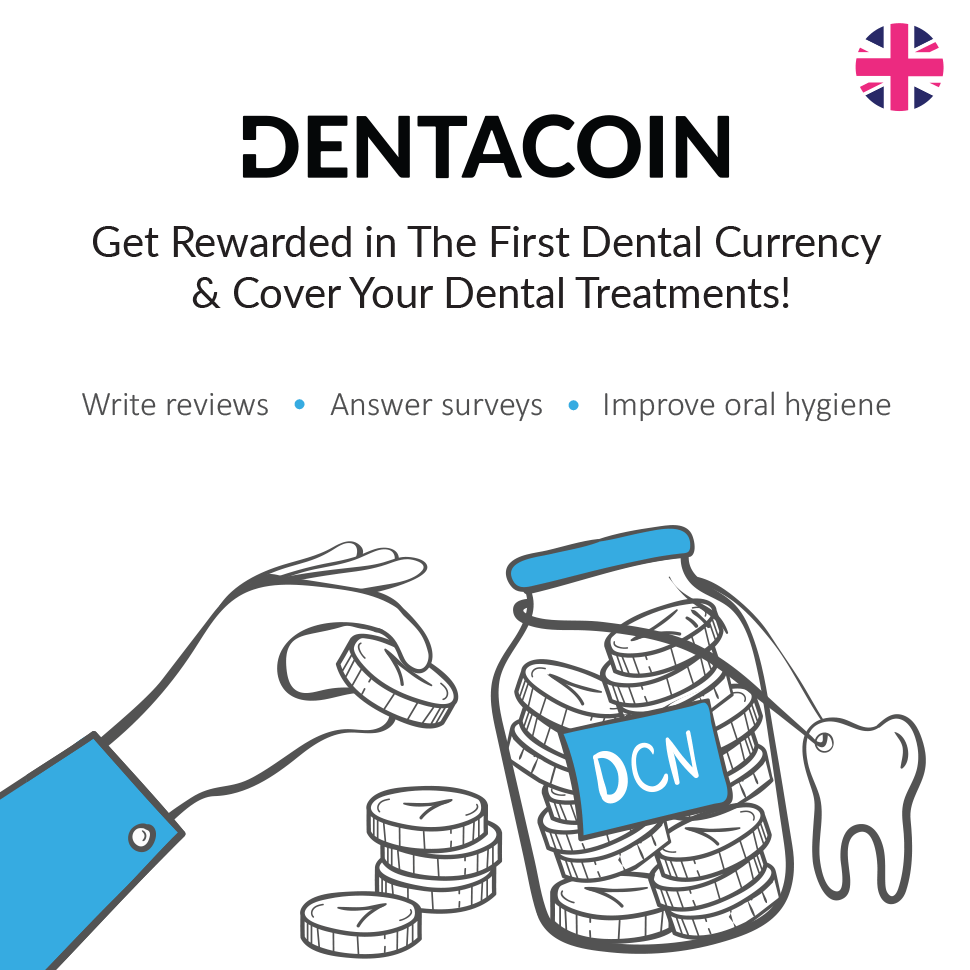 DENTACOIN
Get Rewarded in The First Dental Currency
& Cover Your Dental Treatments!
Write reviews • Answer surveys • Improve oral hygiene
DCN